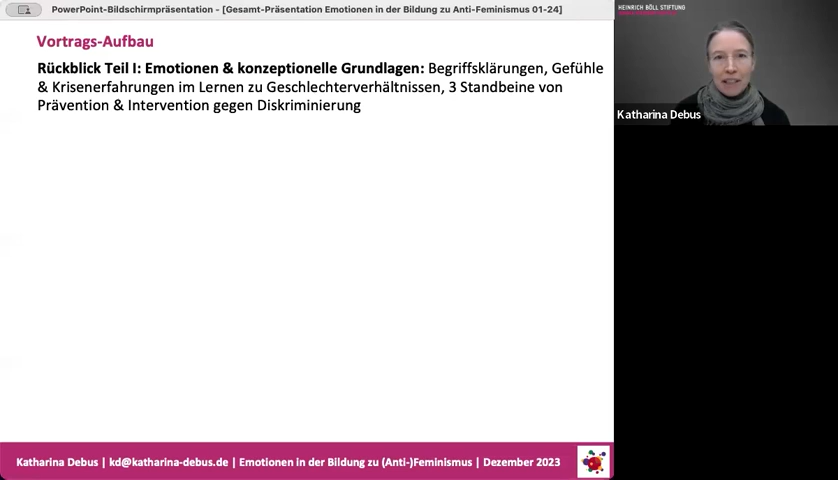 PowerPoint-Bildschirmpräsentation - [Gesamt-Präsentation Emotionen in der Bildung zu Anti-Feminismus 01-24]
Vortrags-Aufbau
Rückblick Teil I: Emotionen & konzeptionelle Grundlagen: Begriffsklärungen, Gefühle
& Krisenerfahrungen im Lernen zu Geschlechterverhältnissen, 3 Standbeine von
Prävention & Intervention gegen Diskriminierung
Katharina Debus | kd@katharina-debus.de | Emotionen in der Bildung zu (Anti-)Feminismus | Dezember 2023
HEINRICH BÖLL STIFTUNG
Katharina Debus